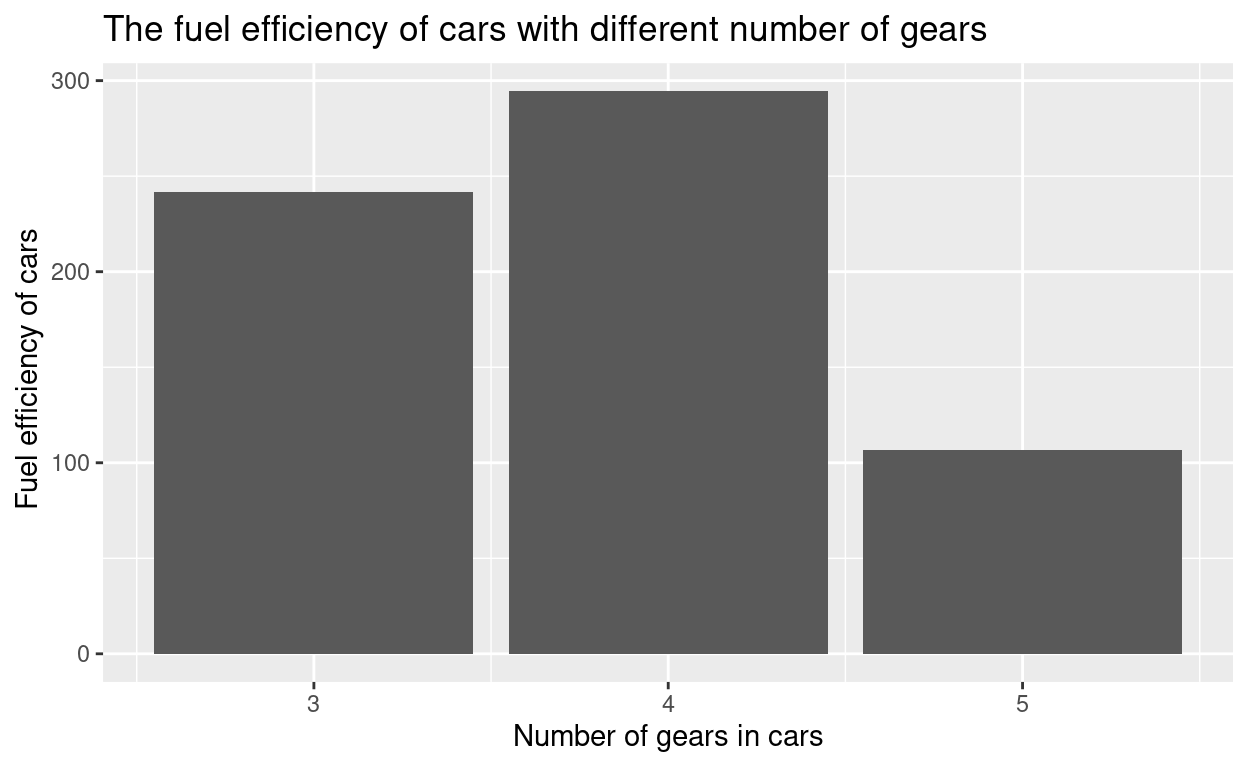 The fuel efficiency of cars with different number of gears
300
200
100
0
Fuel efficiency of cars
3 4 5
Number of gears in cars